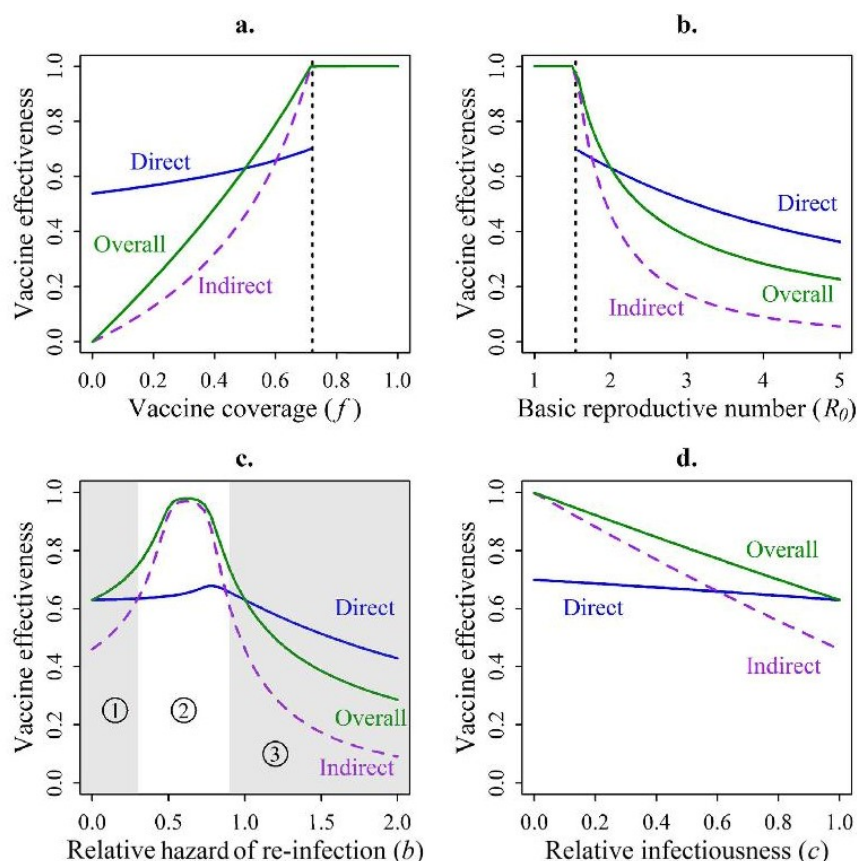 a.
Vaccine effectiveness
0.0 0.2 0.4 0.6 0.8 1.0
Direct
Overall
Indirect
0.0 0.2 0.4 0.6 0.8 1.0
Vaccine coverage (f)
b.
Vaccine effectiveness
0.0 0.2 0.4 0.6 0.8 1.0
Direct
Overall
Indirect
1 2 3 4 5
Basic reproductive number (R0)
c.
Vaccine effectiveness
0.0 0.2 0.4 0.6 0.8 1.0
Direct
Overall
Indirect
1
2
3
0.0 0.5 1.0 1.5 2.0
Relative hazard of re-infection (b)
d.
Vaccine effectiveness
0.0 0.2 0.4 0.6 0.8 1.0
Overall
Direct
Indirect
0.0 0.2 0.4 0.6 0.8 1.0
Relative infectiousness (c)